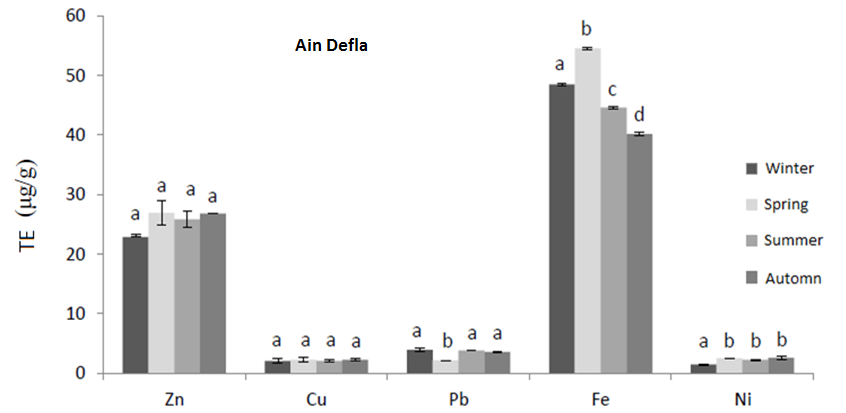 Ain Defla
TE (µg/g)
60
50
40
30
20
10
0
a a a a
a a a a
a b a a
a b c d
a b b b
Zn Cu Pb Fe Ni
Winter
Spring
Summer
Automn